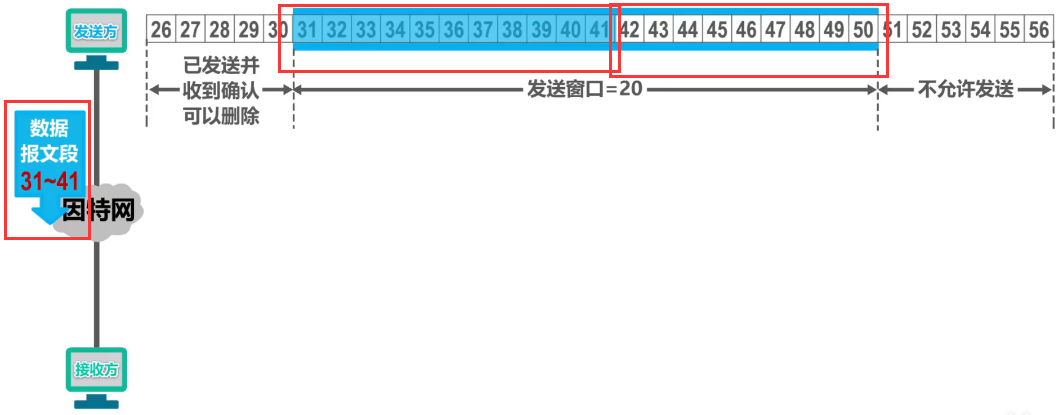 发送方
26 27 28 29 30 31 32 33 34 35 36 37 38 39 40 41 42 43 44 45 46 47 48 49 50 51 52 53 54 55 56
已发送并
收到确认
可以删除
发送窗口=20
不允许发送
数据
报文段
31~41
因特网
接收方